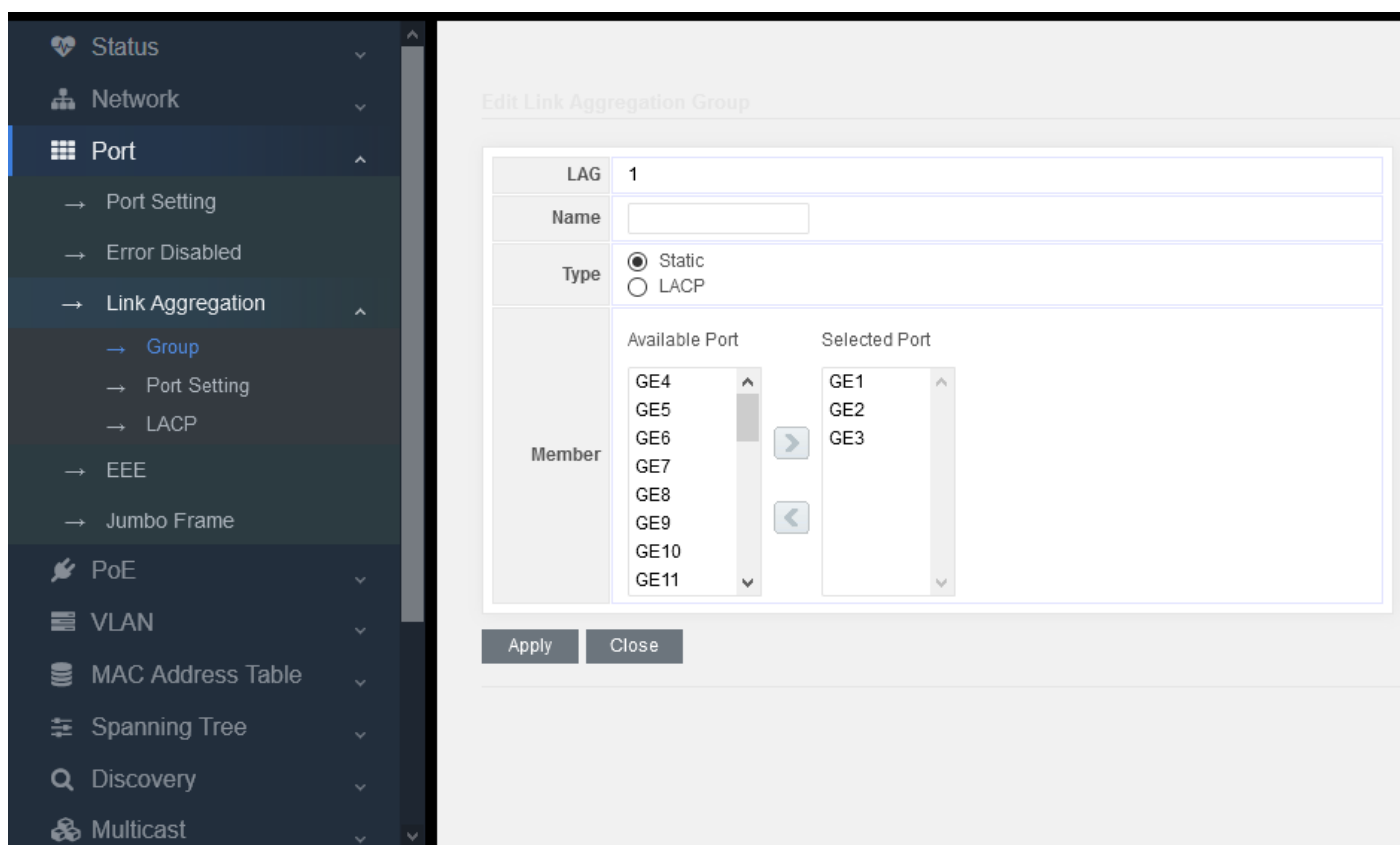 Status
Network
Port
→ Port Setting
→ Error Disabled
→ Link Aggregation
→ Group
→ Port Setting
→ LACP
→ EEE
→ Jumbo Frame
PoE
VLAN
MAC Address Table
Spanning Tree
Discovery
Multicast
Edit Link Aggregation Group
LAG 1
Name
Type
Static
LACP
Member
Available Port
GE4
GE5
GE6
GE7
GE8
GE9
GE10
GE11
Selected Port
GE1
GE2
GE3
Apply Close